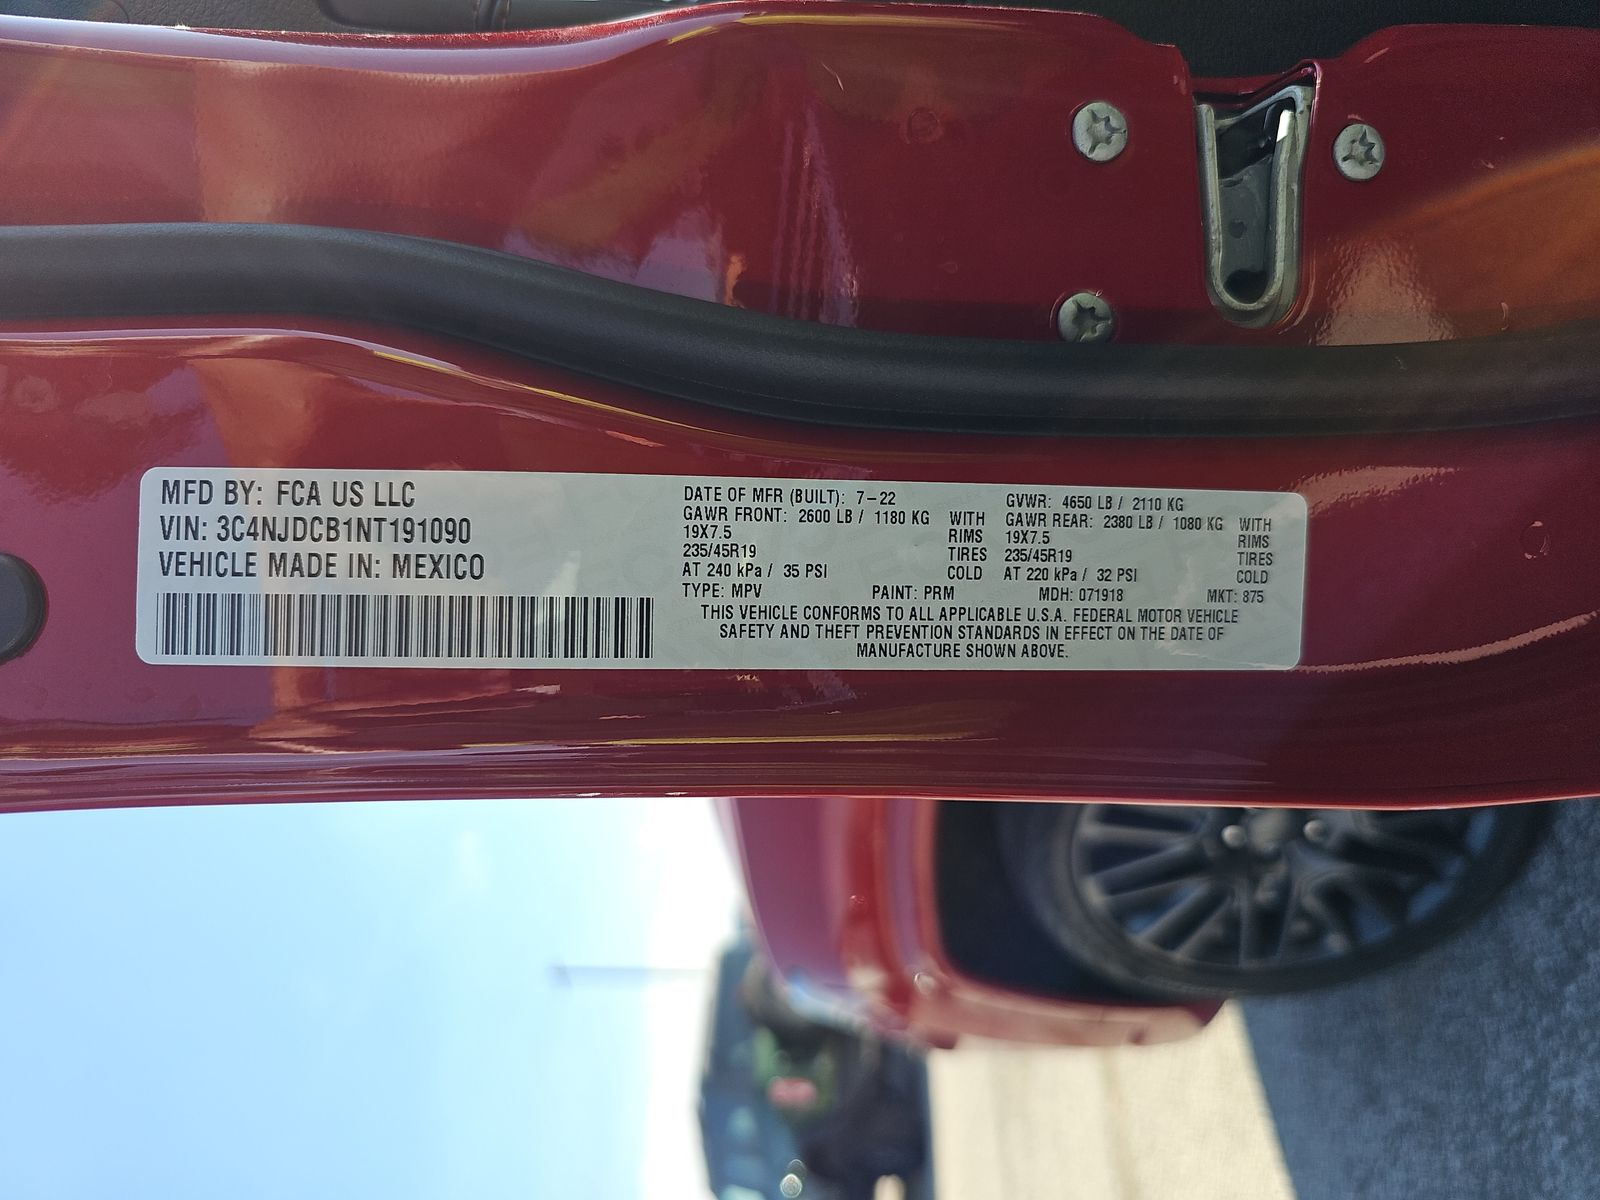 MFD BY: FCA US LLC
VIN: 3C4NJDCB1NT191090
VEHICLE MADE IN: MEXICO
DATE OF MFR (BUILT): 7-22 GVWR: 4650 LB / 2110 KG
GAWR FRONT: 2600 LB / 1180 KG WITH GAWR REAR: 2380 LB / 1080 KG WITH
19X7.5 RIMS 19X7.5 RIMS
235/45R19 TIRES 235/45R19 TIRES
AT 240 kPa / 35 PSI COLD AT 220 kPa / 32 PSI COLD
TYPE: MPV PAINT: PRM MDH: 071918 MKT: 875
THIS VEHICLE CONFORMS TO ALL APPLICABLE U.S.A. FEDERAL MOTOR VEHICLE
SAFETY AND THEFT PREVENTION STANDARDS IN EFFECT ON THE DATE OF
MANUFACTURE SHOWN ABOVE.